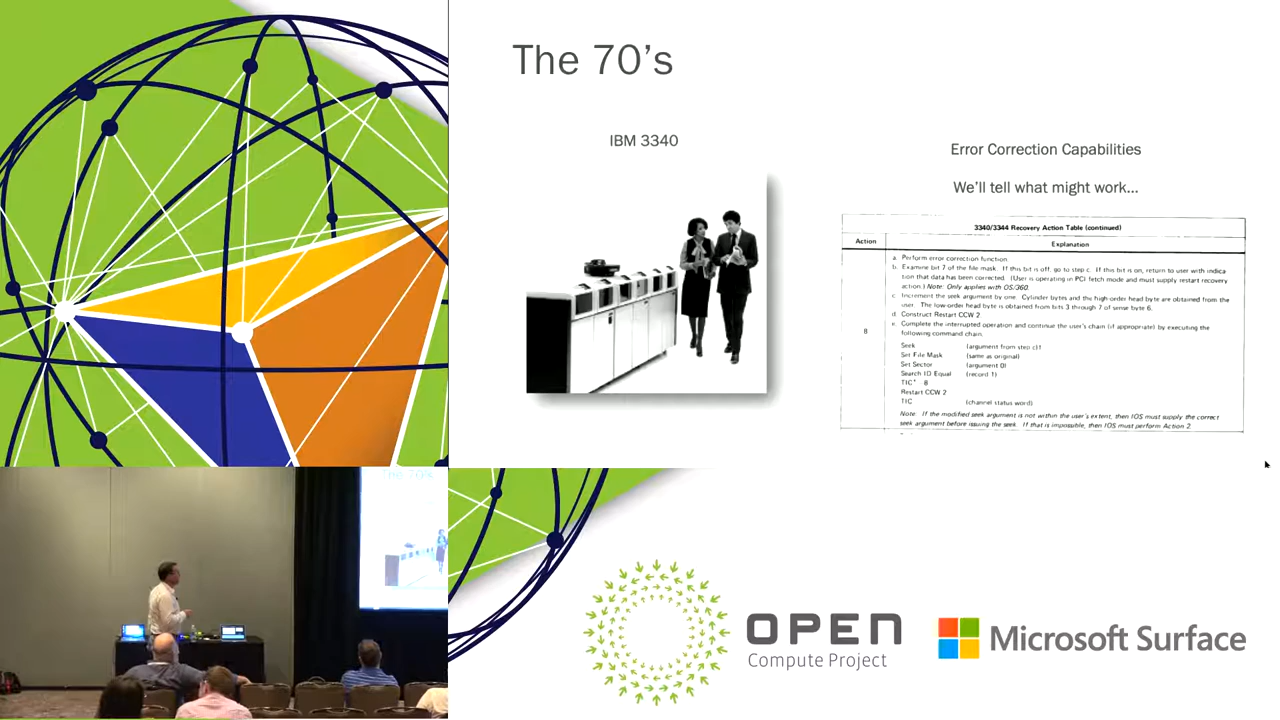 The 70's
IBM 3340
Error Correction Capabilities
We'll tell what might work...
3340/3344 Recovery Action Table (continued)
Action
Explanation
a. Perform error correction function.
b. Examine bit 7 of the file mask. If this bit is off, go to step c. If this bit is on, return to user with indica
tion that data has been corrected. (User is operating in PCI fetch mode and must supply restart recovery
action.) Note: Only applies with OS/360.
c. Increment the seek argument by one. Cylinder bytes and the high-order head byte are obtained from the
user. The low-order head byte is obtained from bits 3 through 7 of sense byte 6.
d. Construct Restart CCW 2.
e. Complete the interrupted operation and continue the user's chain (if appropriate) by executing the
following command chain.
8
Seek (argument from step c)†
Set File Mask (same as original)
Set Sector (argument 0)
Search ID Equal (record 1)
TIC* 8
Restart CCW 2
TIC (channel status word)
Note: If the modified seek argument is not within the user's extent, then IOS must supply the correct
seek argument before issuing the seek. If that is impossible, then IOS must perform Action 2.
OPEN
Compute Project
Microsoft Surface